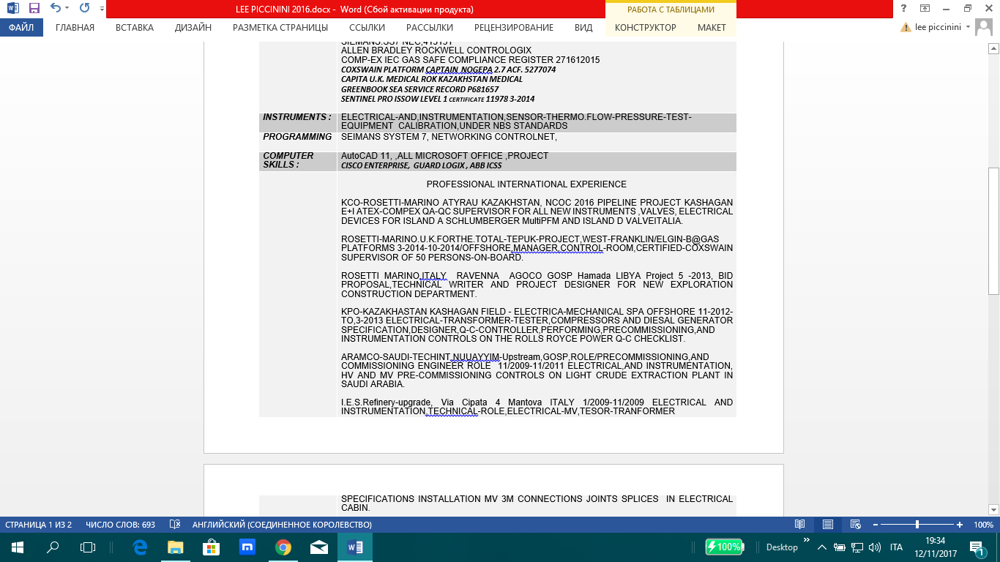 LEE PICCININI 2016.docx - Word (Сбой активации продукта)
РАБОТА С ТАБЛИЦАМИ
ФАЙЛ ГЛАВНАЯ ВСТАВКА ДИЗАЙН РАЗМЕТКА СТРАНИЦЫ ССЫЛКИ РАССЫЛКИ РЕЦЕНЗИРОВАНИЕ ВИД КОНСТРУКТОР МАКЕТ lee piccinini
ALLEN BRADLEY ROCKWELL CONTROLOGIX
COMP-EX IEC GAS SAFE COMPLIANCE REGISTER 271612015
COXSWAIN PLATFORM CAPTAIN NOGEPA 2.7 ACF. 5277074
CAPITA U.K. MEDICAL ROK KAZAKHSTAN MEDICAL
GREENBOOK SEA SERVICE RECORD P681657
SENTINEL PRO ISSOW LEVEL 1 CERTIFICATE 11978 3-2014
INSTRUMENTS : ELECTRICAL-AND,INSTRUMENTATION,SENSOR-THERMO.FLOW-PRESSURE-TEST-
EQUIPMENT CALIBRATION,UNDER NBS STANDARDS
PROGRAMMING SEIMANS SYSTEM 7, NETWORKING CONTROLNET,
COMPUTER AutoCAD 11, ,ALL MICROSOFT OFFICE ,PROJECT
SKILLS : CISCO ENTERPRISE, GUARD LOGIX , ABB ICSS
PROFESSIONAL INTERNATIONAL EXPERIENCE
KCO-ROSETTI-MARINO ATYRAU KAZAKHSTAN, NCOC 2016 PIPELINE PROJECT KASHAGAN
E+I ATEX-COMPEX QA-QC SUPERVISOR FOR ALL NEW INSTRUMENTS ,VALVES, ELECTRICAL
DEVICES FOR ISLAND A SCHLUMBERGER MultiPFM AND ISLAND D VALVEITALIA.
ROSETTI-MARINO.U.K.FORTHE.TOTAL-TEPUK-PROJECT,WEST-FRANKLIN/ELGIN-B@GAS
PLATFORMS 3-2014-10-2014/OFFSHORE,MANAGER,CONTROL-ROOM,CERTIFIED-COXSWAIN
SUPERVISOR OF 50 PERSONS-ON-BOARD.
ROSETTI MARINO,ITALY RAVENNA AGOCO GOSP Hamada LIBYA Project 5 -2013, BID
PROPOSAL,TECHNICAL WRITER AND PROJECT DESIGNER FOR NEW EXPLORATION
CONSTRUCTION DEPARTMENT.
KPO-KAZAKHASTAN KASHAGAN FIELD - ELECTRICA-MECHANICAL SPA OFFSHORE 11-2012-
TO,3-2013 ELECTRICAL-TRANSFORMER-TESTER,COMPRESSORS AND DIESAL GENERATOR
SPECIFICATION,DESIGNER,Q-C-CONTROLLER,PERFORMING,PRECOMMISSIONING,AND
INSTRUMENTATION CONTROLS ON THE ROLLS ROYCE POWER Q-C CHECKLIST.
ARAMCO-SAUDI-TECHINT,NUUAYYIM-Upstream,GOSP,ROLE/PRECOMMISSIONING,AND
COMMISSIONING ENGINEER ROLE 11/2009-11/2011 ELECTRICAL,AND INSTRUMENTATION,
HV AND MV PRE-COMMISSIONING CONTROLS ON LIGHT CRUDE EXTRACTION PLANT IN
SAUDI ARABIA.
I.E.S.Refinery-upgrade, Via Cipata 4 Mantova ITALY 1/2009-11/2009 ELECTRICAL AND
INSTRUMENTATION,TECHNICAL-ROLE,ELECTRICAL-MV,TESOR-TRANFORMER
SPECIFICATIONS INSTALLATION MV 3M CONNECTIONS JOINTS SPLICES IN ELECTRICAL
CABIN.
СТРАНИЦА 1 ИЗ 2 ЧИСЛО СЛОВ: 693 АНГЛИЙСКИЙ (СОЕДИНЕННОЕ КОРОЛЕВСТВО) 100%
100% Desktop ITA 19:34
12/11/2017